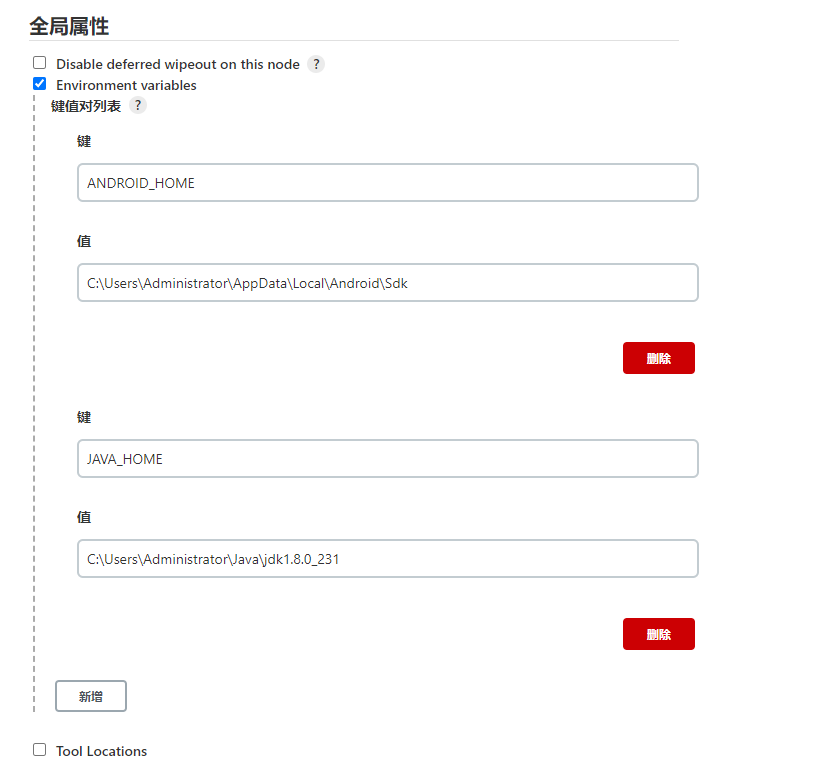 全局属性
Disable deferred wipeout on this node ?
Environment variables
键值对列表 ?
键
ANDROID_HOME
值
C:\Users\Administrator\AppData\Local\Android\Sdk
删除
键
JAVA_HOME
值
C:\Users\Administrator\Java\jdk1.8.0_231
删除
新增
Tool Locations